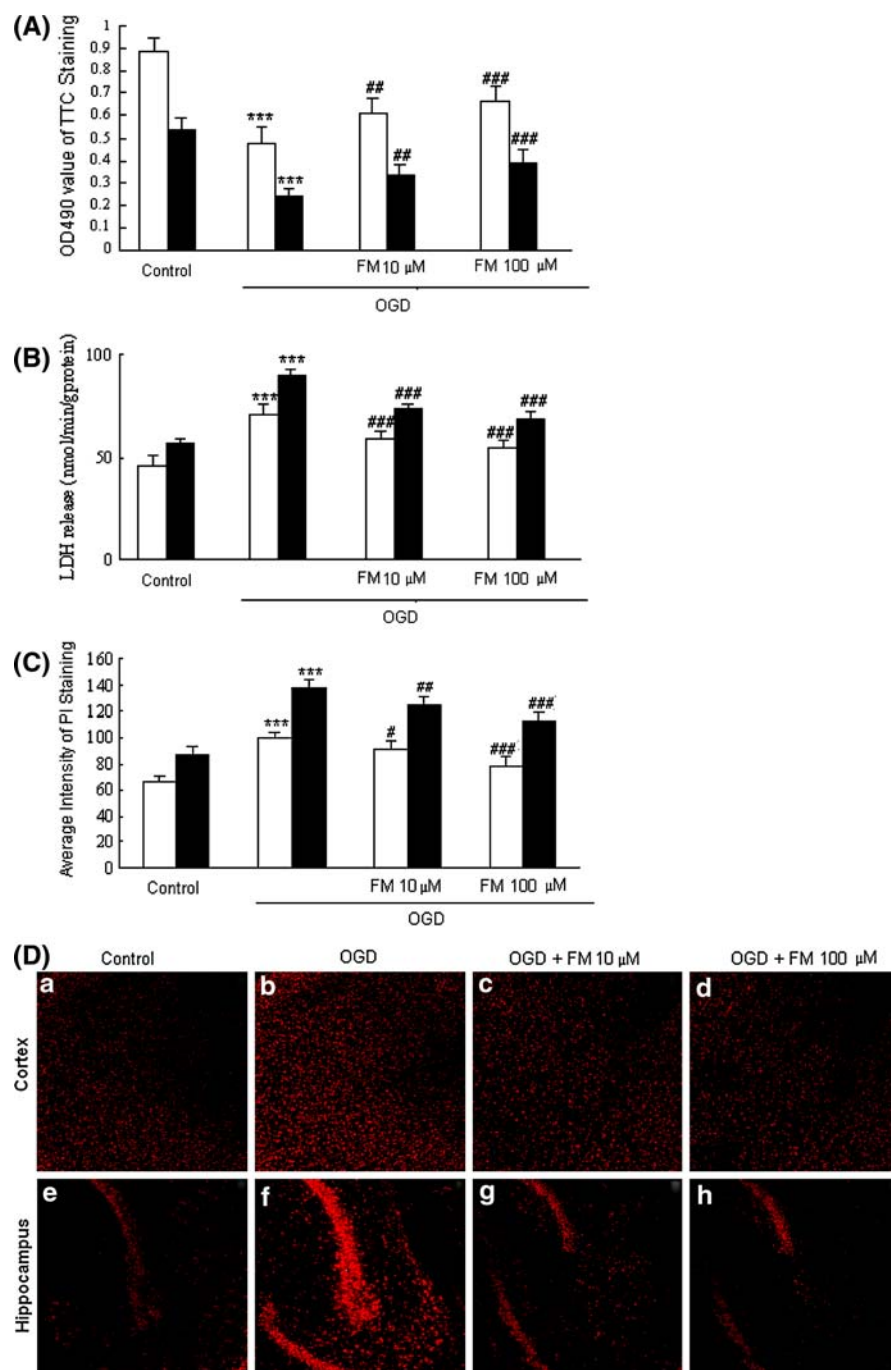 (A)
OD490 value of TTC Staining
1
0.9
0.8
0.7
0.6
0.5
0.4
0.3
0.2
0.1
0
***
***
##
##
###
###
Control
FM 10 μM
FM 100 μM
OGD
(B)
LDH release (nmol/min/gprotein)
100
50
0
***
***
###
###
###
###
Control
FM 10 μM
FM 100 μM
OGD
(C)
Average Intensity of PI Staining
160
140
120
100
80
60
40
20
0
***
***
#
##
###
###
Control
FM 10 μM
FM 100 μM
OGD
(D)
Control
OGD
OGD + FM 10 μM
OGD + FM 100 μM
Cortex
a
b
c
d
Hippocampus
e
f
g
h